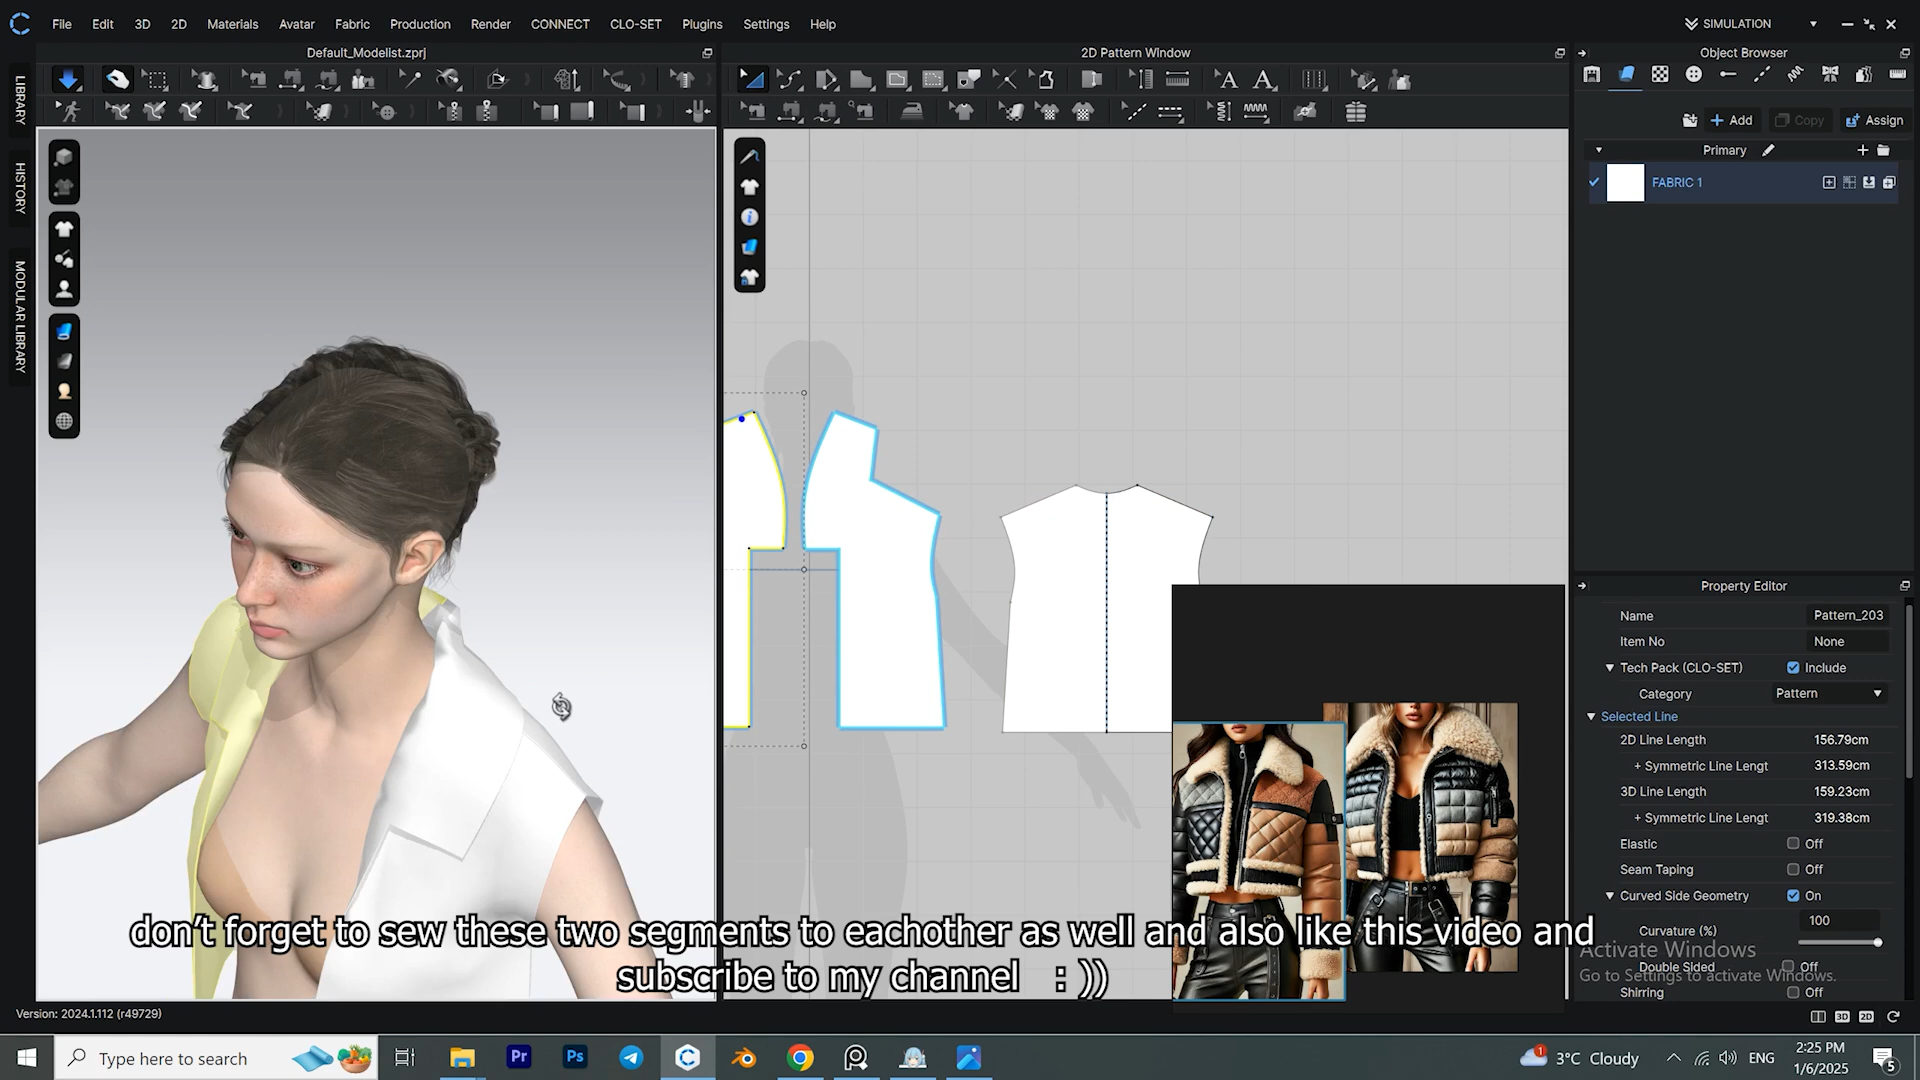 File Edit 3D 2D Materials Avatar Fabric Production Render CONNECT CLO-SET Plugins Settings Help
SIMULATION
Default_Modelist.zprj
2D Pattern Window
Object Browser
LIBRARY
HISTORY
MODULAR LIBRARY
Add
Copy
Assign
Primary
FABRIC 1
Property Editor
Name Pattern_203
Item No None
Tech Pack (CLO-SET) Include
Category Pattern
Selected Line
2D Line Length 156.79cm
+ Symmetric Line Lengt 313.59cm
3D Line Length 159.23cm
+ Symmetric Line Lengt 319.38cm
Elastic Off
Seam Taping Off
Curved Side Geometry On
Curvature (%) 100
Double Sided Off
Shirring Off
Activate Windows
Go to Settings to activate Windows.
don't forget to sew these two segments to eachother as well and also like this video and
subscribe to my channel : ))
Version: 2024.1.112 (r49729)
3D 2D
Type here to search
Pr
Ps
1
3°C Cloudy
ENG
2:25 PM
1/6/2025
5